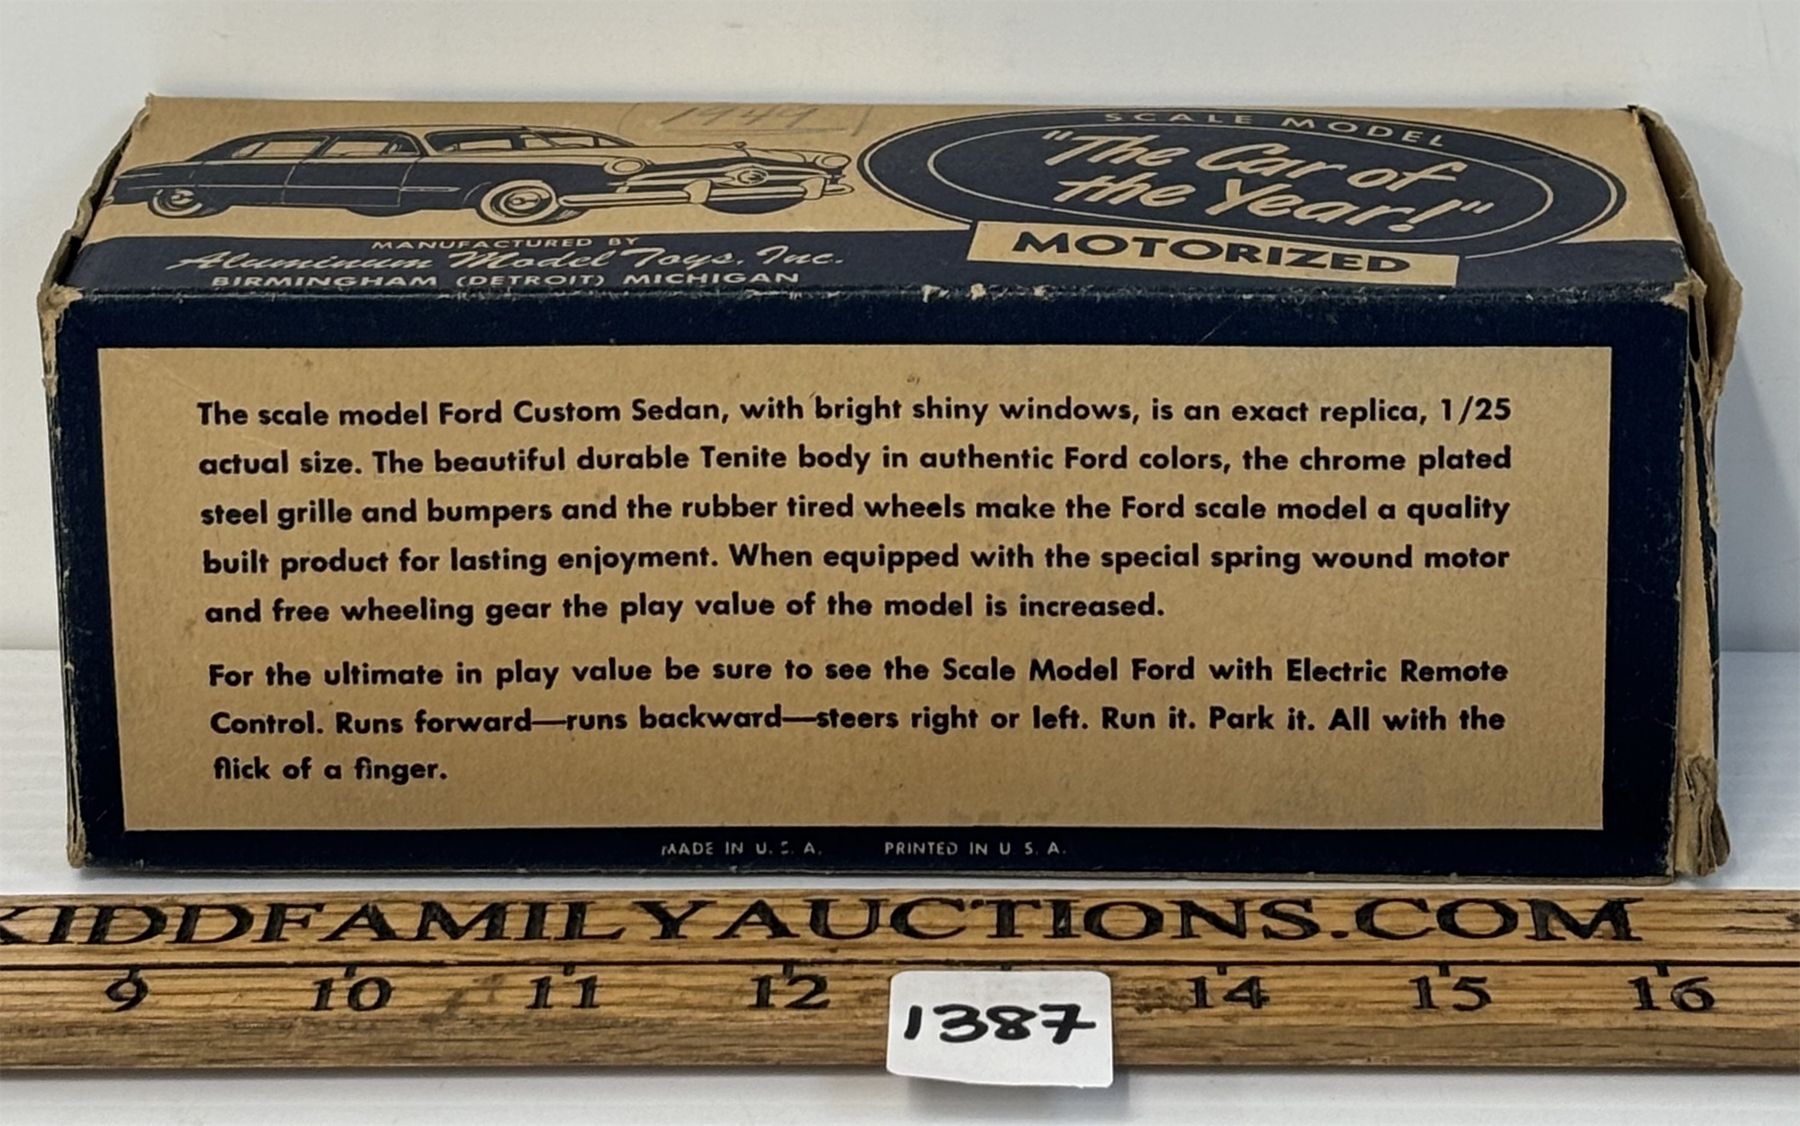 1949
SCALE MODEL
"The Car of
the Year!"
MOTORIZED
MANUFACTURED BY
Aluminum Model Toys, Inc.
BIRMINGHAM (DETROIT) MICHIGAN
The scale model Ford Custom Sedan, with bright shiny windows, is an exact replica, 1/25
actual size. The beautiful durable Tenite body in authentic Ford colors, the chrome plated
steel grille and bumpers and the rubber tired wheels make the Ford scale model a quality
built product for lasting enjoyment. When equipped with the special spring wound motor
and free wheeling gear the play value of the model is increased.
For the ultimate in play value be sure to see the Scale Model Ford with Electric Remote
Control. Runs forward—runs backward—steers right or left. Run it. Park it. All with the
flick of a finger.
MADE IN U. S. A. PRINTED IN U S. A.
KIDDFAMILYAUCTIONS.COM
9 10 11 12 14 15 16
1387